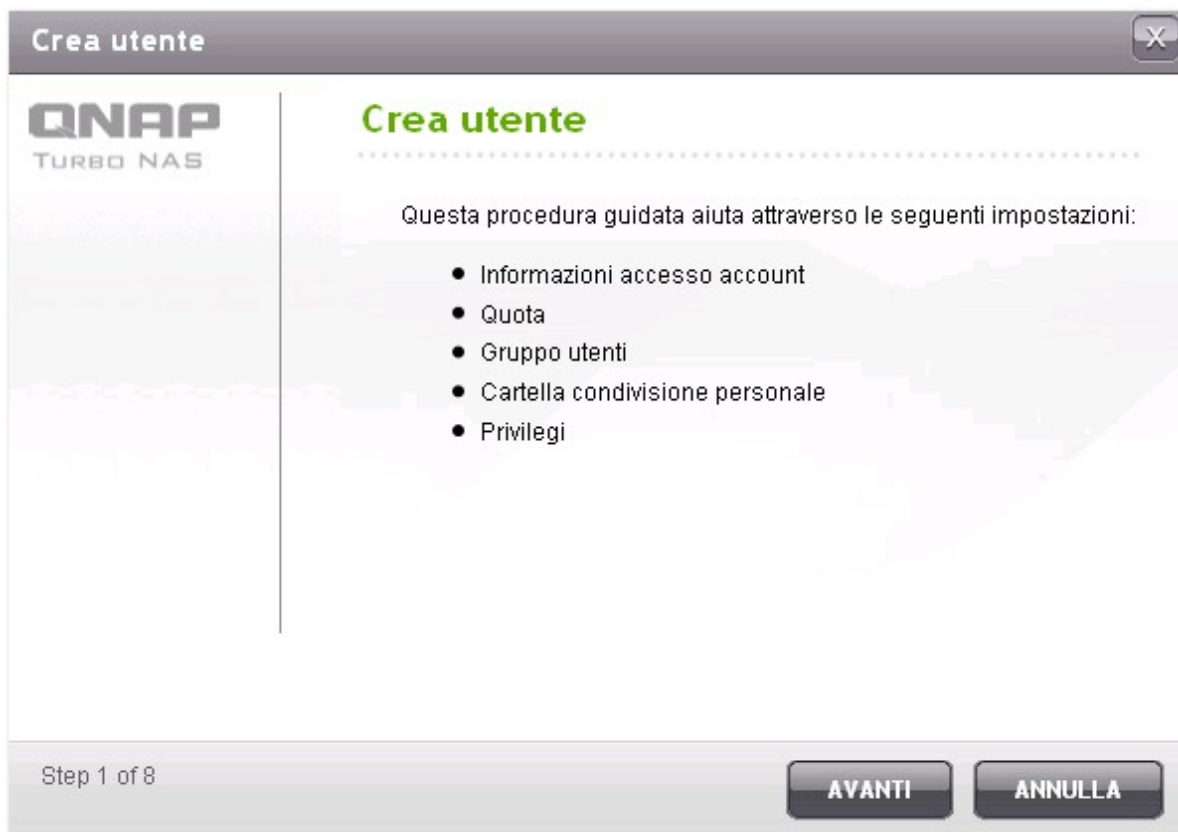 Crea utente
X
QNAP
TURBO NAS
Crea utente
Questa procedura guidata aiuta attraverso le seguenti impostazioni:
Informazioni accesso account
Quota
Gruppo utenti
Cartella condivisione personale
Privilegi
Step 1 of 8
AVANTI
ANNULLA